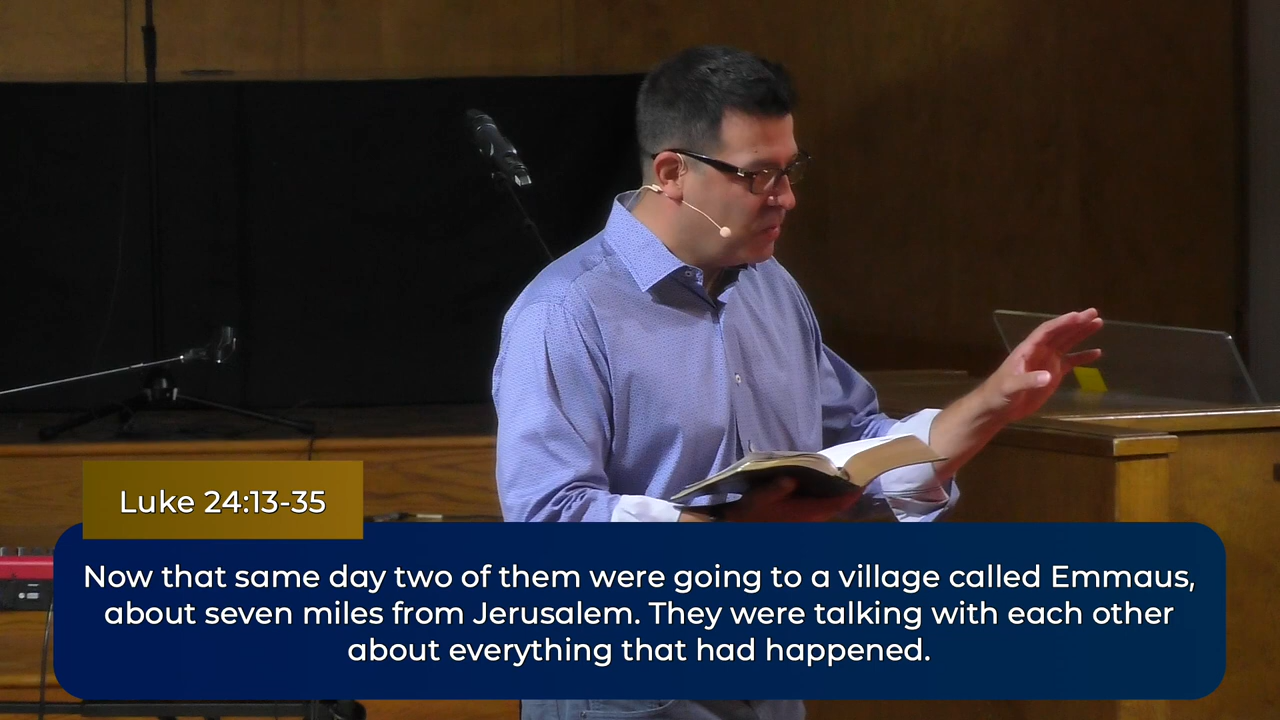 Luke 24:13-35
Now that same day two of them were going to a village called Emmaus,
about seven miles from Jerusalem. They were talking with each other
about everything that had happened.